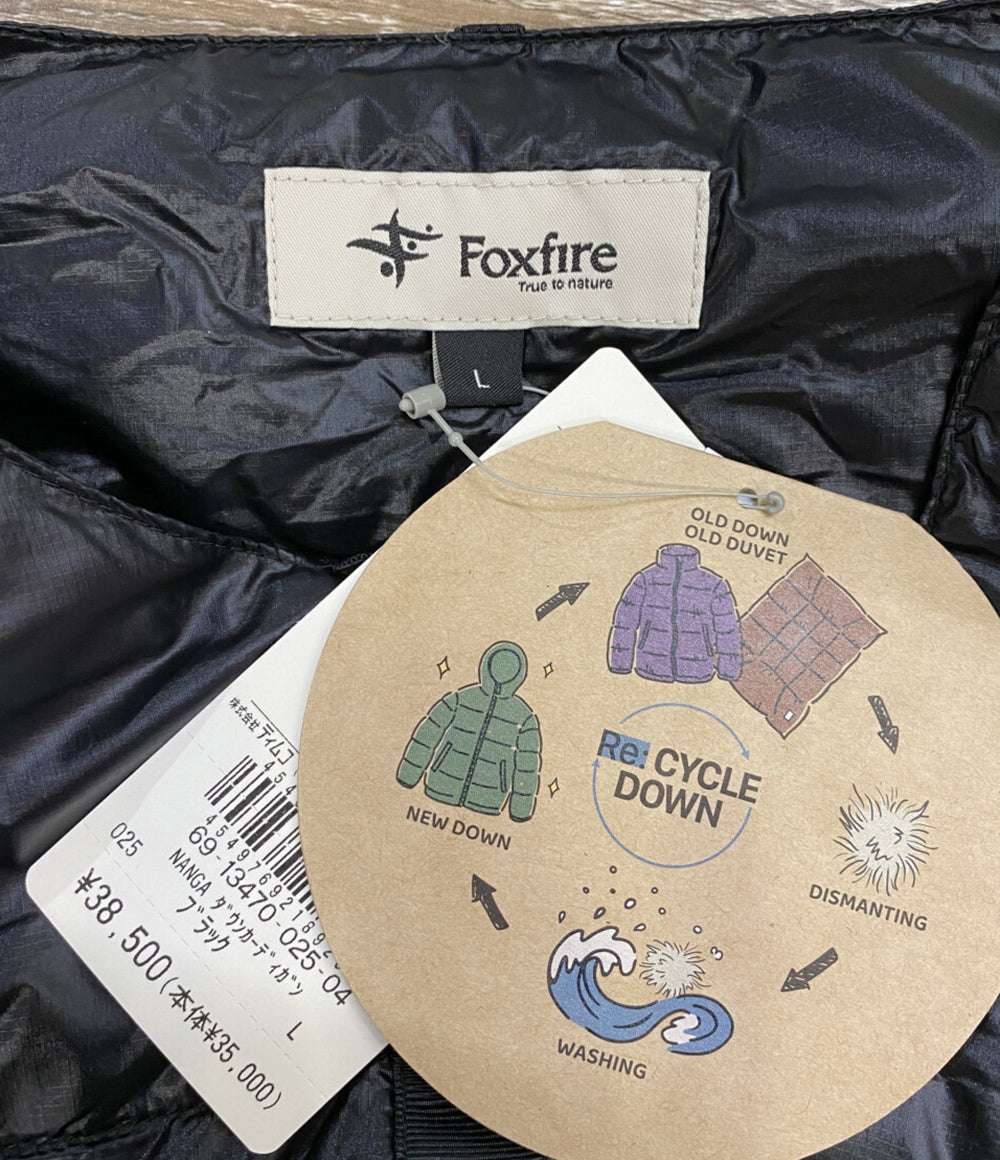 Foxfire
True to nature
L
OLD DOWN
OLD DUVET
Re: CYCLE
DOWN
NEW DOWN
DISMANTING
WASHING
株式会社 ティムコ
69-13470-025-04
NANGA ﾀﾞｳﾝｶｰﾃﾞｨｶﾞﾝ
025 ﾌﾞﾗｯｸ L
¥38,500(本体¥35,000)